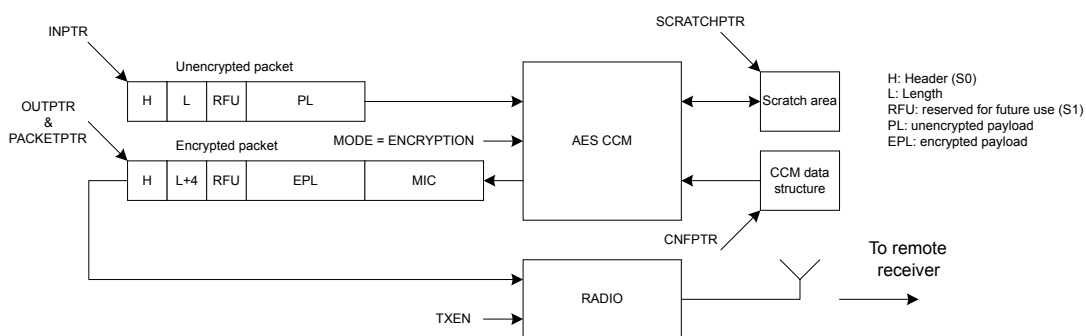 SCRATCHPTR
INPTR
Unencrypted packet
H L RFU PL
OUTPTR
&
PACKETPTR
MODE = ENCRYPTION
Encrypted packet
H L+4 RFU EPL MIC
AES CCM
Scratch area
CCM data
structure
CNFPTR
H: Header (S0)
L: Length
RFU: reserved for future use (S1)
PL: unencrypted payload
EPL: encrypted payload
To remote
receiver
RADIO
TXEN